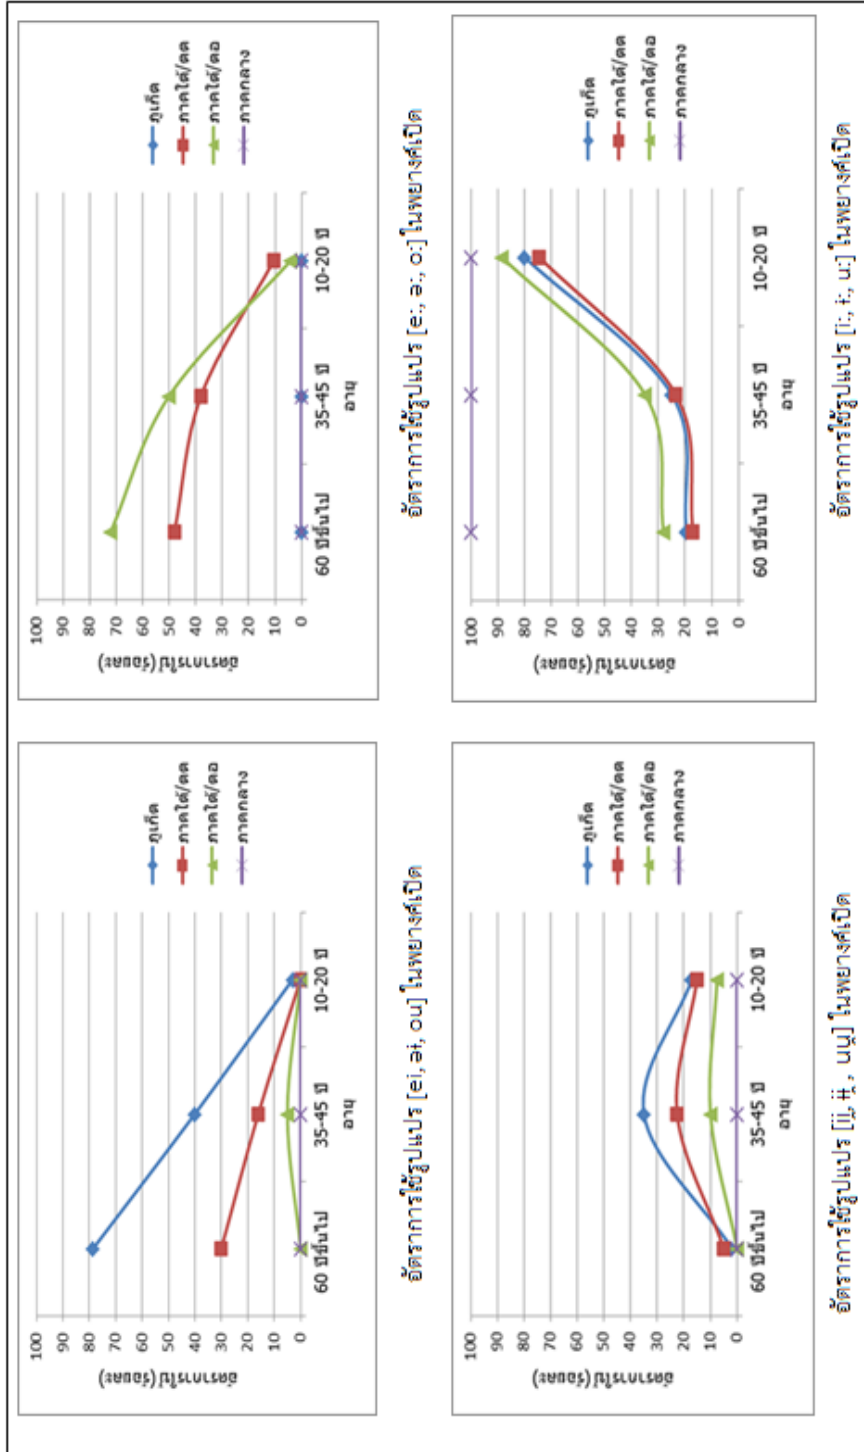 100
90
80
70
60
50
40
30
20
10
0
อัตราการใช้ (ร้อยละ)
60 ปีขึ้นไป
35-45 ปี
10-20 ปี
อายุ
ภูเก็ต
ภาคใต้/ตต
ภาคใต้/ตอ
ภาคกลาง
อัตราการใช้รูปแปร [ei, əɨ, ou] ในพยางค์เปิด
100
90
80
70
60
50
40
30
20
10
0
อัตราการใช้ (ร้อยละ)
60 ปีขึ้นไป
35-45 ปี
10-20 ปี
อายุ
ภูเก็ต
ภาคใต้/ตต
ภาคใต้/ตอ
ภาคกลาง
อัตราการใช้รูปแปร [eː, əː, oː] ในพยางค์เปิด
100
90
80
70
60
50
40
30
20
10
0
อัตราการใช้ (ร้อยละ)
60 ปีขึ้นไป
35-45 ปี
10-20 ปี
อายุ
ภูเก็ต
ภาคใต้/ตต
ภาคใต้/ตอ
ภาคกลาง
อัตราการใช้รูปแปร [ii̯, ɨɨ̯, uu̯] ในพยางค์เปิด
100
90
80
70
60
50
40
30
20
10
0
อัตราการใช้ (ร้อยละ)
60 ปีขึ้นไป
35-45 ปี
10-20 ปี
อายุ
ภูเก็ต
ภาคใต้/ตต
ภาคใต้/ตอ
ภาคกลาง
อัตราการใช้รูปแปร [iː, ɨː, uː] ในพยางค์เปิด